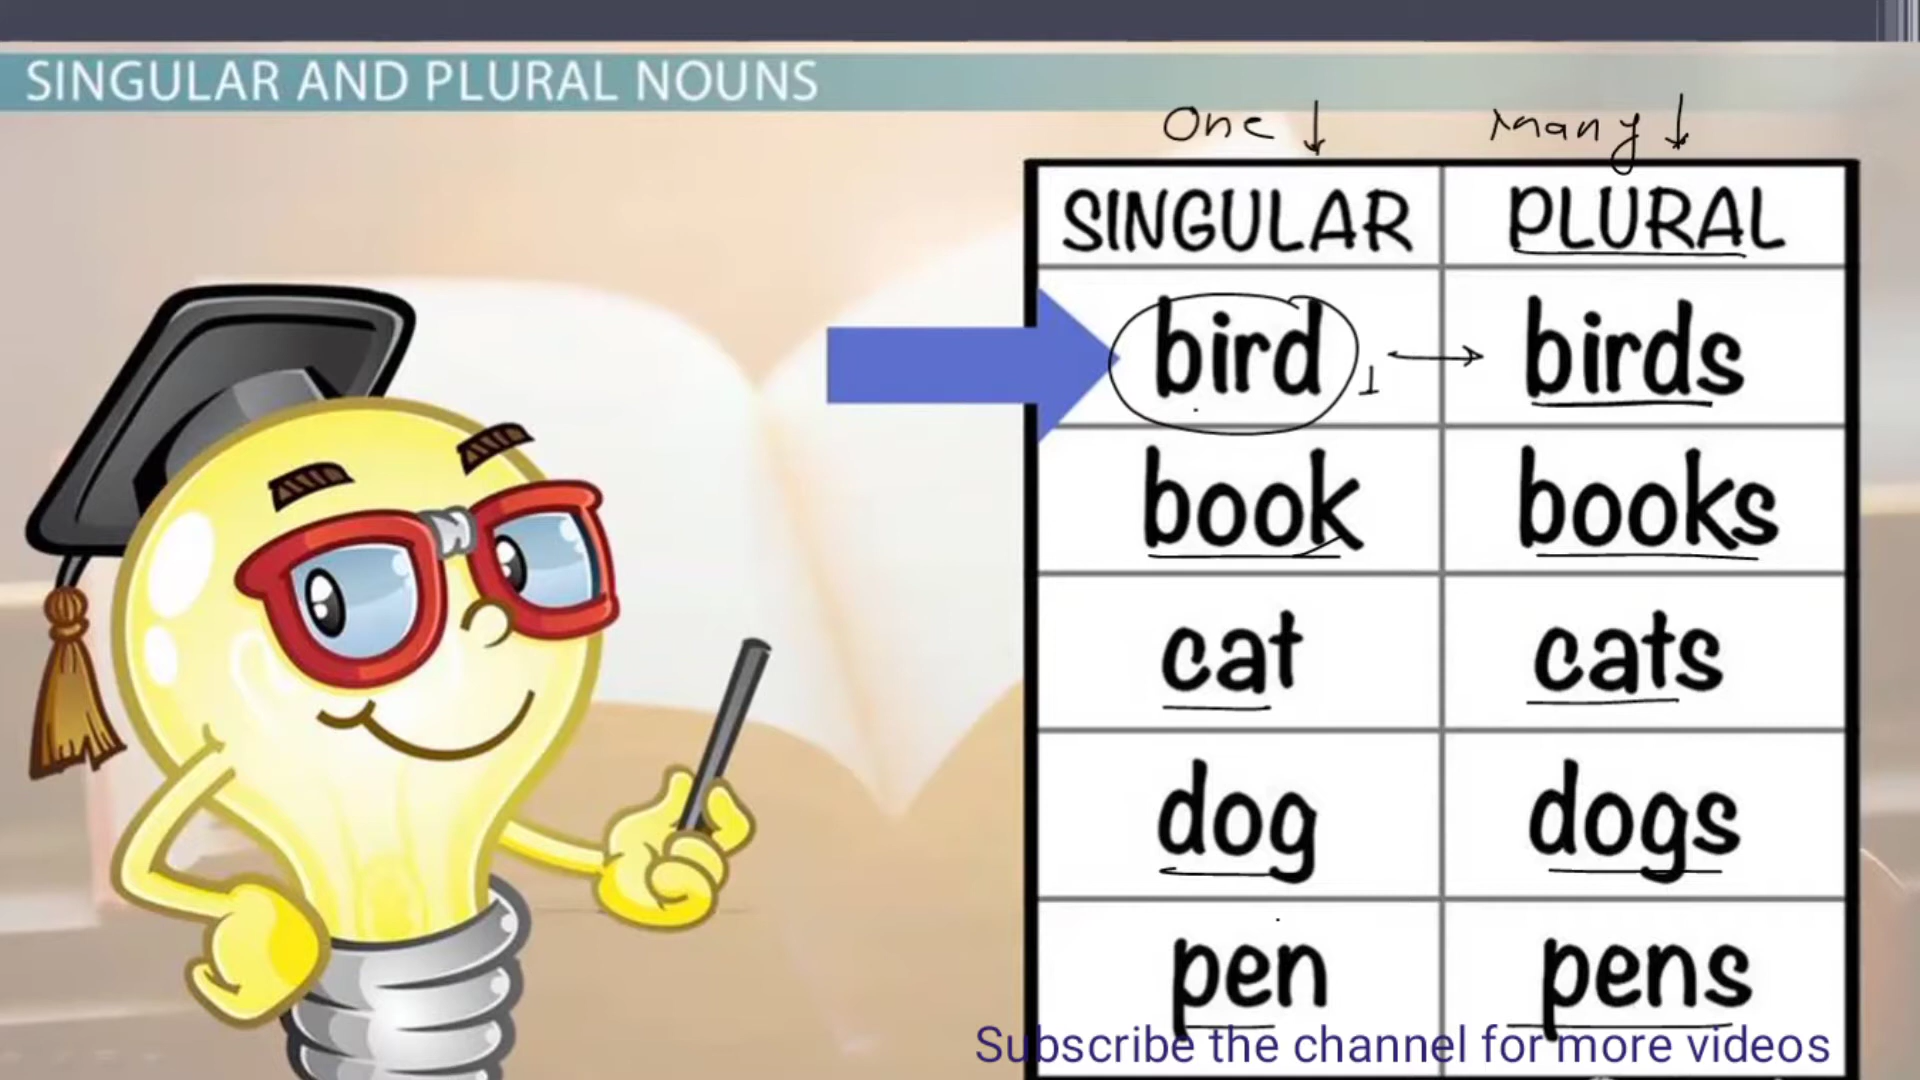 SINGULAR AND PLURAL NOUNS
One ↓ Many ↓
SINGULAR PLURAL
bird 1 birds
book books
cat cats
dog dogs
pen pens
Subscribe the channel for more videos